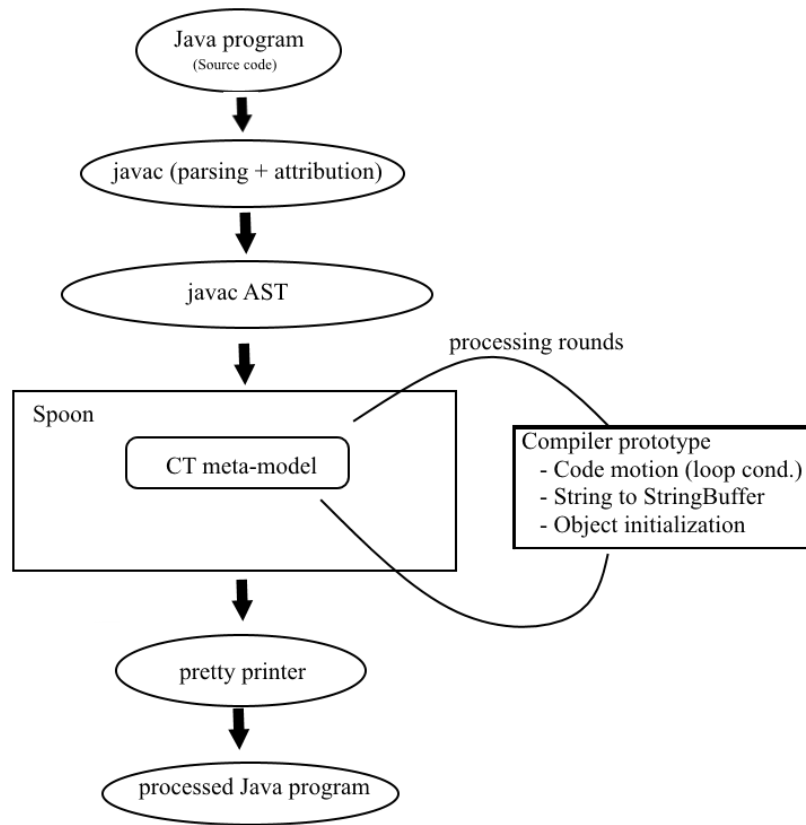 Java program
(Source code)
javac (parsing + attribution)
javac AST
processing rounds
Spoon
CT meta-model
Compiler prototype
- Code motion (loop cond.)
- String to StringBuffer
- Object initialization
pretty printer
processed Java program